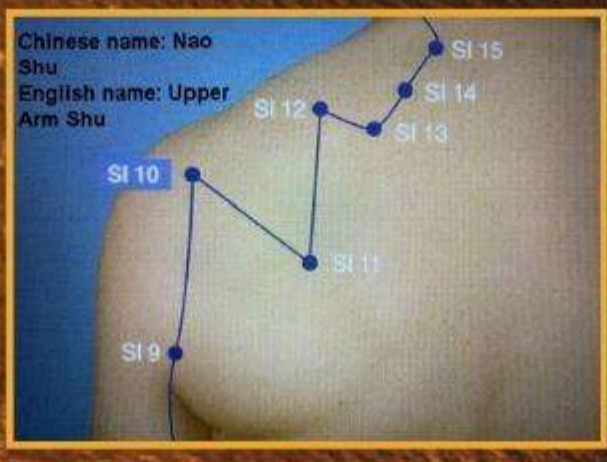 Chinese name: Nao
Shu
English name: Upper
Arm Shu
SI 15
SI 14
SI 12
SI 13
SI 10
SI 11
SI 9